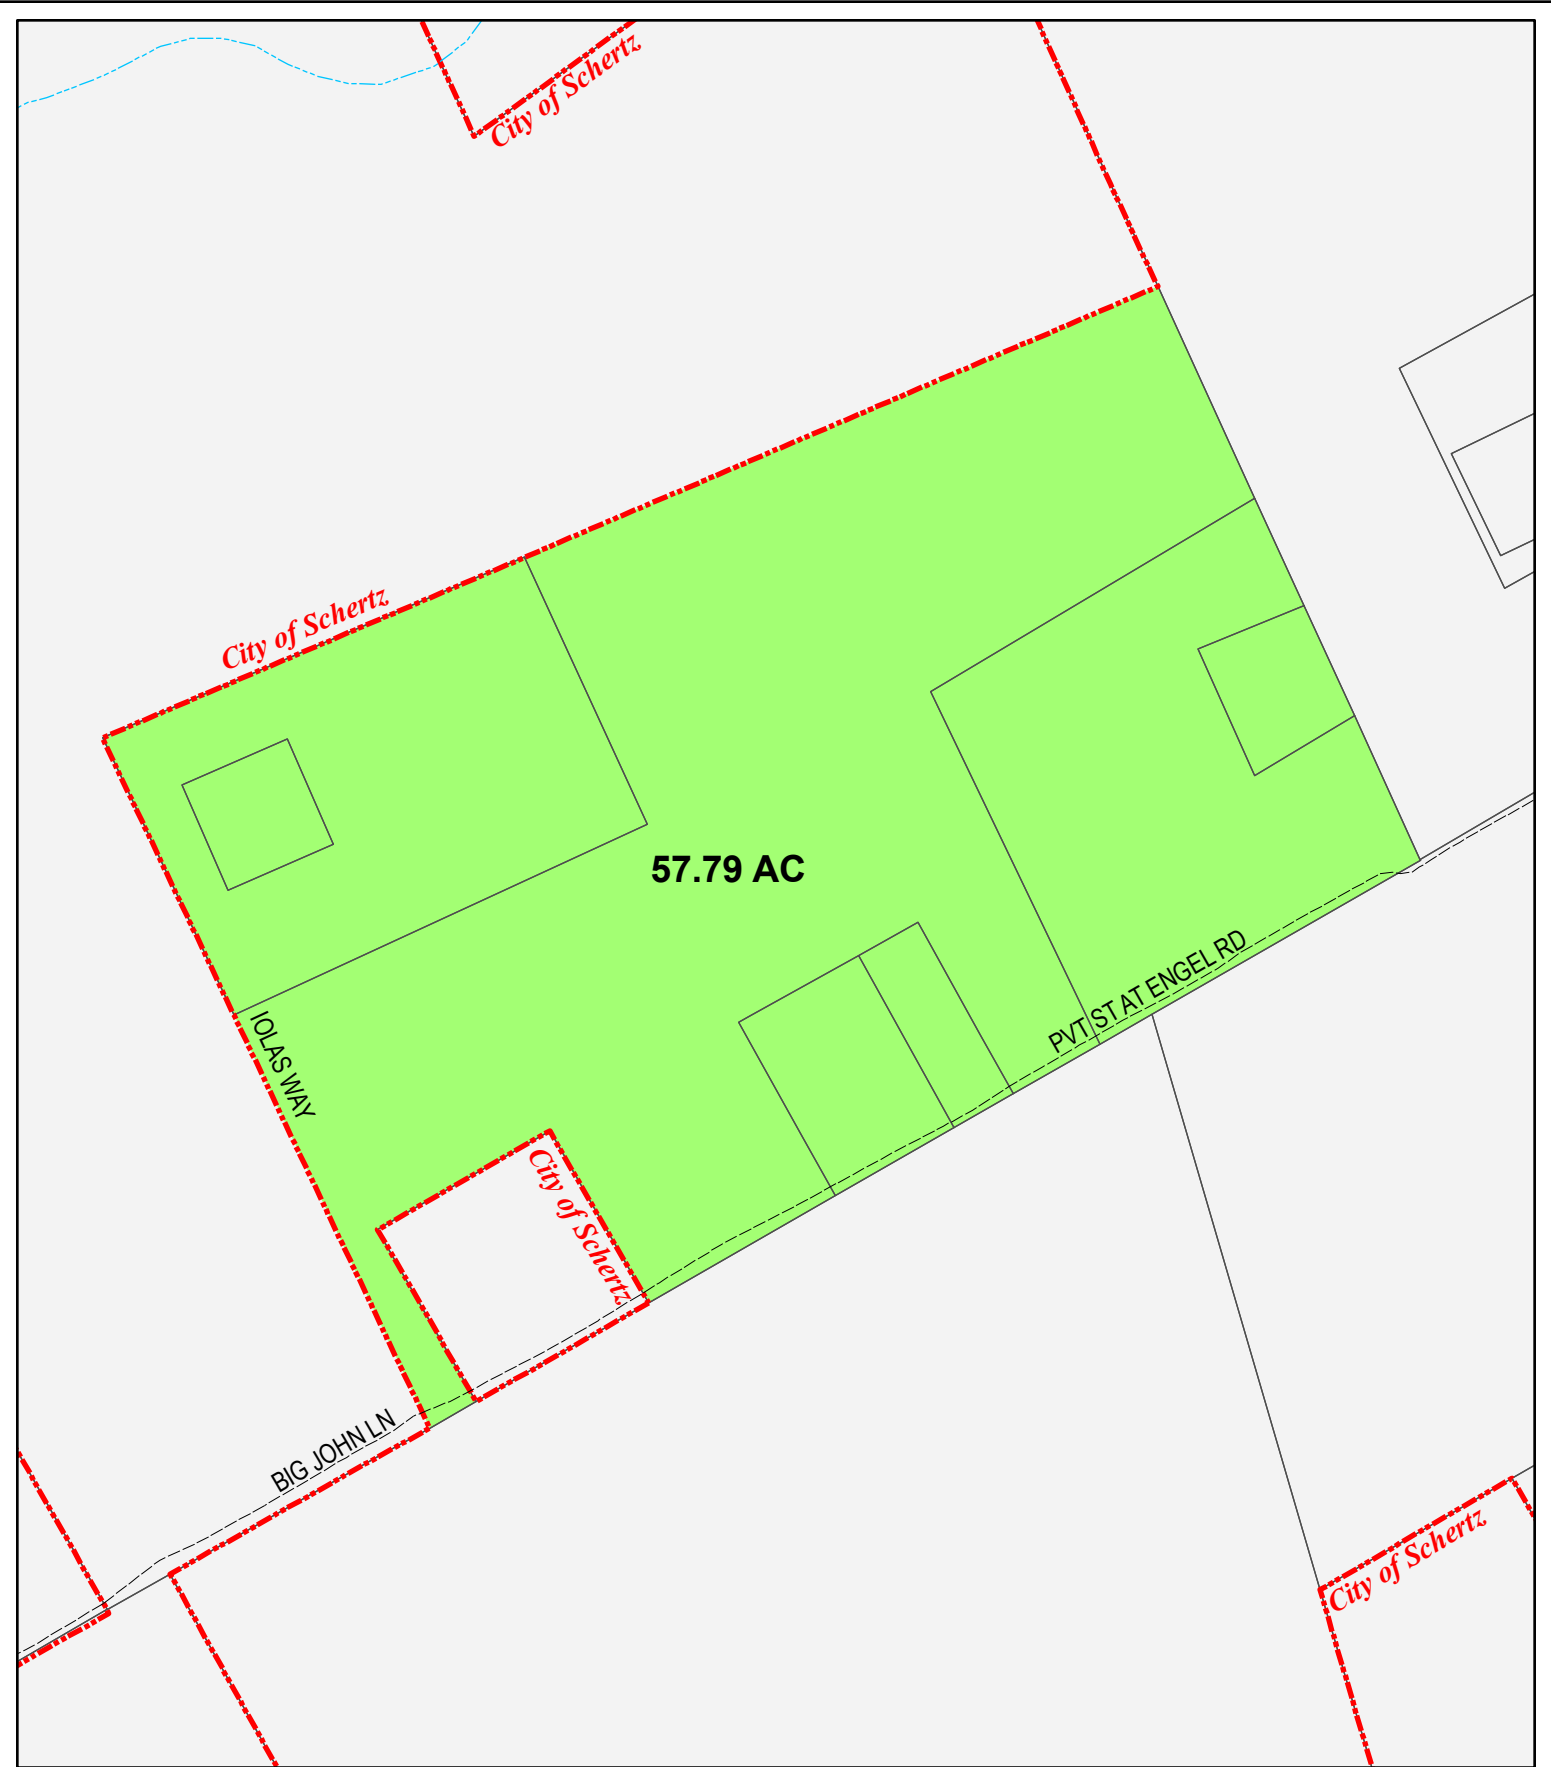 City of Schertz
City of Schertz
57.79 AC
PVT ST AT ENGEL RD
IOLAS WAY
City of Schertz
BIG JOHN LN
City of Schertz